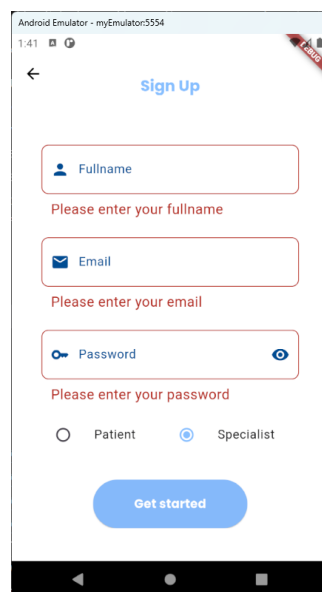 Android Emulator - myEmulator:5554
1:41
DEBUG
Sign Up
Fullname
Please enter your fullname
Email
Please enter your email
Password
Please enter your password
Patient Specialist
Get started